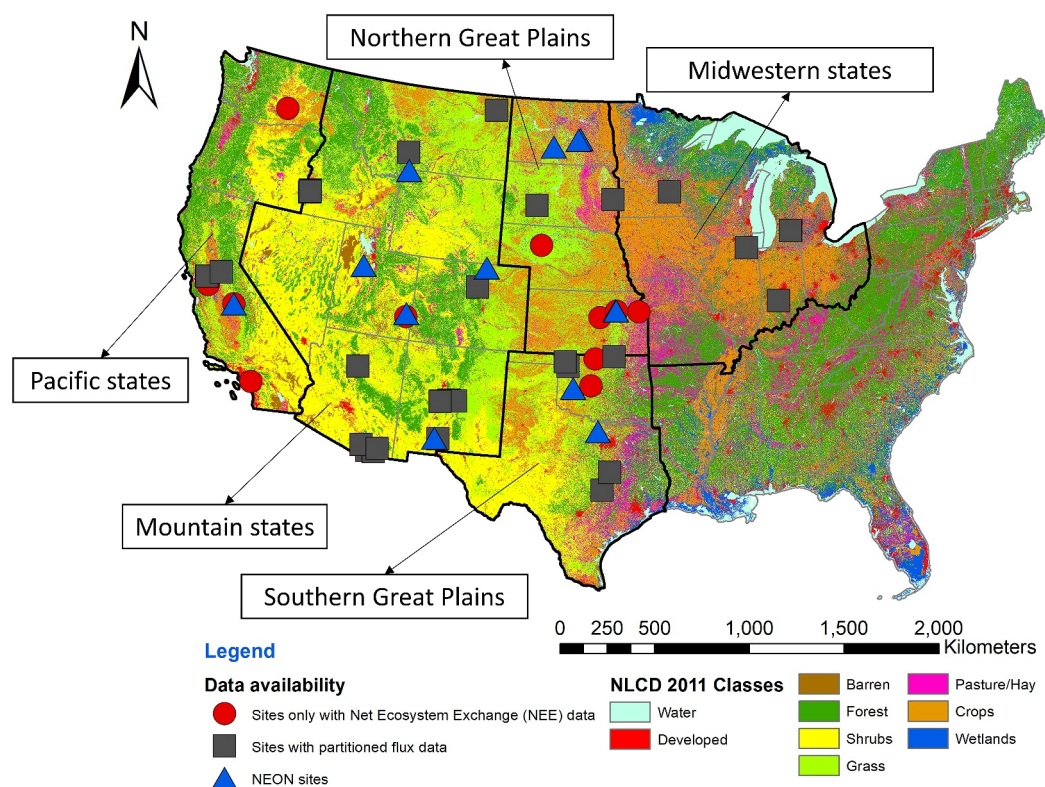 N
Northern Great Plains
Midwestern states
Pacific states
Mountain states
Southern Great Plains
0 250 500 1,000 1,500 2,000
Kilometers
Legend
Data availability
Sites only with Net Ecosystem Exchange (NEE) data
Sites with partitioned flux data
NEON sites
NLCD 2011 Classes
Water
Developed
Barren
Forest
Shrubs
Grass
Pasture/Hay
Crops
Wetlands